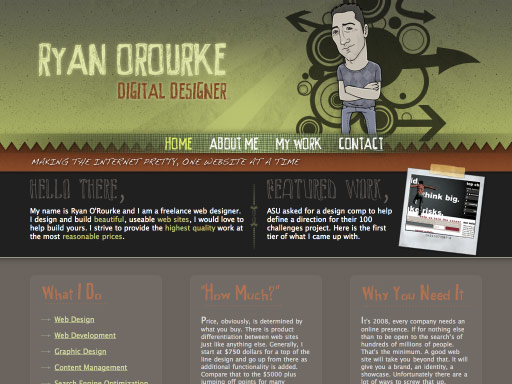 RYAN OROURKE
DIGITAL DESIGNER
HOME ABOUT ME MY WORK CONTACT
MAKING THE INTERNET PRETTY, ONE WEBSITE AT A TIME
HELLO THERE,
My name is Ryan O'Rourke and I am a freelance web designer.
I design and build beautiful, useable web sites, I would love to
help build yours. I strive to provide the highest quality work at
the most reasonable prices.
FEATURED WORK,
ASU asked for a design comp to help
define a direction for their 100
challenges project. Here is the first
tier of what I came up with.
think big.
risks.
What I Do
Web Design
Web Development
Graphic Design
Content Management
Search Engine Optimization
"How Much?"
Price, obviously, is determined by
what you buy. There is product
differentiation between web sites
just like anything else. Generally, I
start at $750 dollars for a top of the
line design and go up from there as
additional functionality is added.
Compare that to the $5000 plus
jumping off points for many
Why You Need It
It's 2008, every company needs an
online presence. If for nothing else
than to be open to the search's of
hundreds of millions of people.
That's the minimum. A good web
site will take you beyond that. It will
give you a brand, an identity, a
showcase. Unfortunately there are a
lot of ways to screw that up.